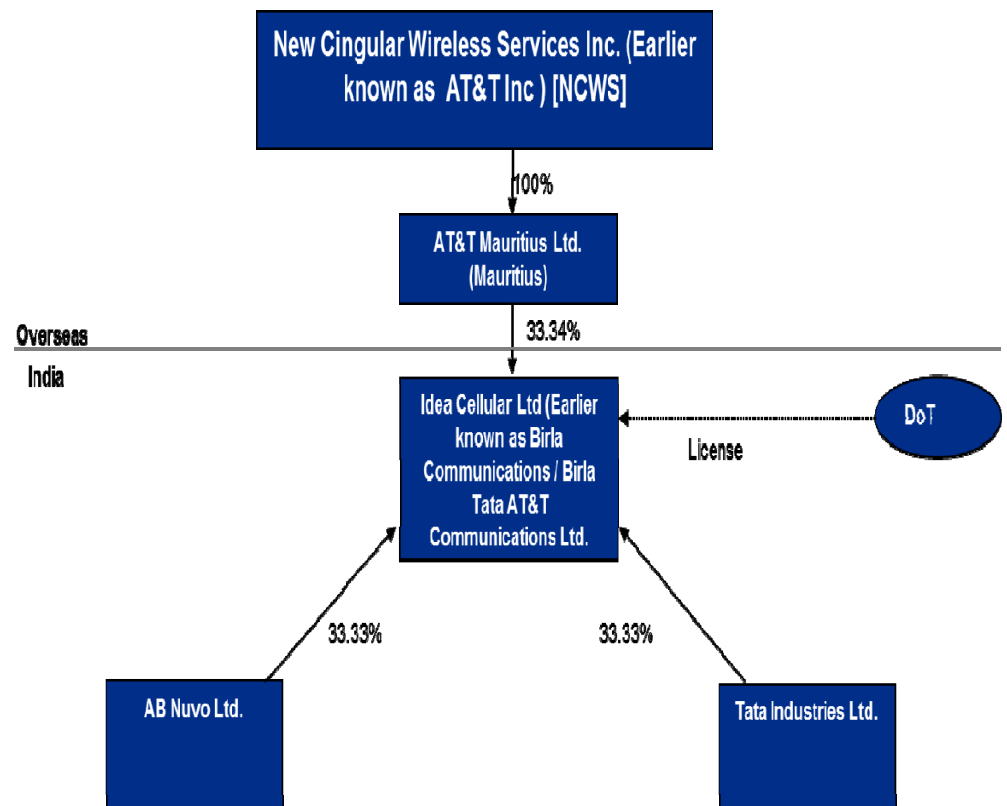 New Cingular Wireless Services Inc. (Earlier
known as AT&T Inc ) [NCWS]
100%
AT&T Mauritius Ltd.
(Mauritius)
33.34%
Overseas
India
Idea Cellular Ltd (Earlier
known as Birla
Communications / Birla
Tata AT&T
Communications Ltd.
DoT
License
33.33%
33.33%
AB Nuvo Ltd.
Tata Industries Ltd.